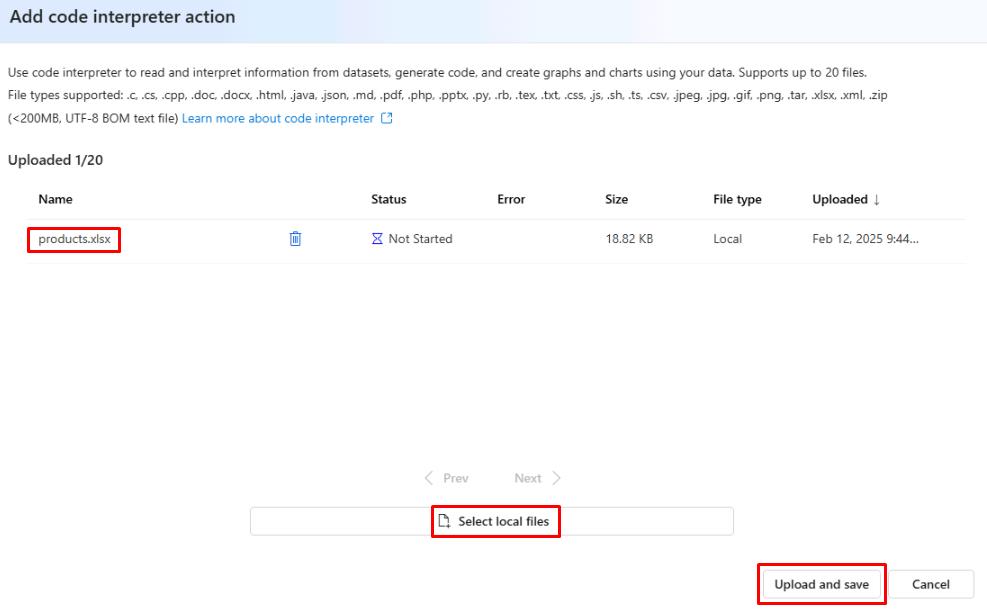 Add code interpreter action
Use code interpreter to read and interpret information from datasets, generate code, and create graphs and charts using your data. Supports up to 20 files.
File types supported: .c, .cs, .cpp, .doc, .docx, .html, .java, .json, .md, .pdf, .php, .pptx, .py, .rb, .tex, .txt, .css, .js, .sh, .ts, .csv, .jpeg, .jpg, .gif, .png, .tar, .xlsx, .xml, .zip
(<200MB, UTF-8 BOM text file) Learn more about code interpreter
Uploaded 1/20
Name Status Error Size File type Uploaded ↓
products.xlsx Not Started 18.82 KB Local Feb 12, 2025 9:44...
Prev Next
Select local files
Upload and save Cancel